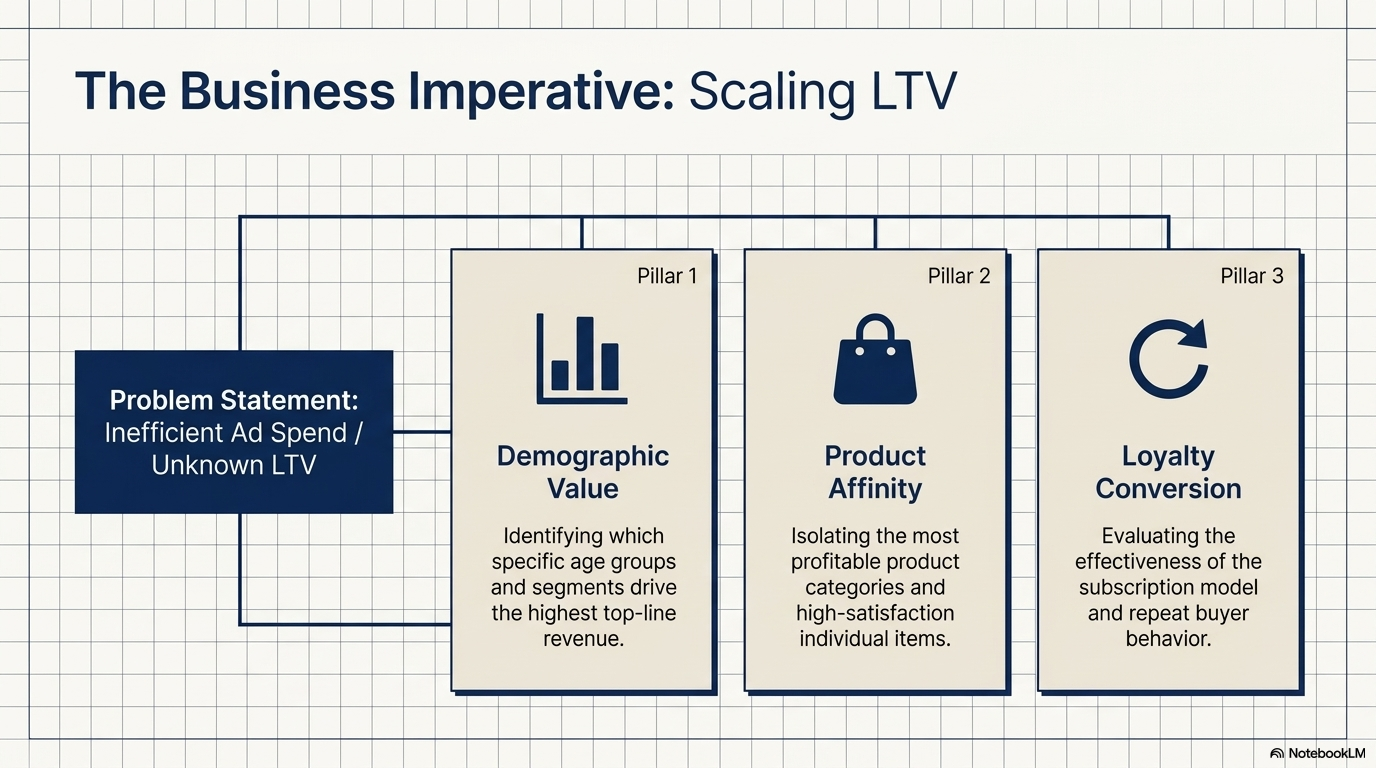 The Business Imperative: Scaling LTV
Problem Statement:
Inefficient Ad Spend /
Unknown LTV
Pillar 1
Demographic
Value
Identifying which
specific age groups
and segments drive
the highest top-line
revenue.
Pillar 2
Product
Affinity
Isolating the most
profitable product
categories and
high-satisfaction
individual items.
Pillar 3
Loyalty
Conversion
Evaluating the
effectiveness of the
subscription model
and repeat buyer
behavior.
NotebookLM